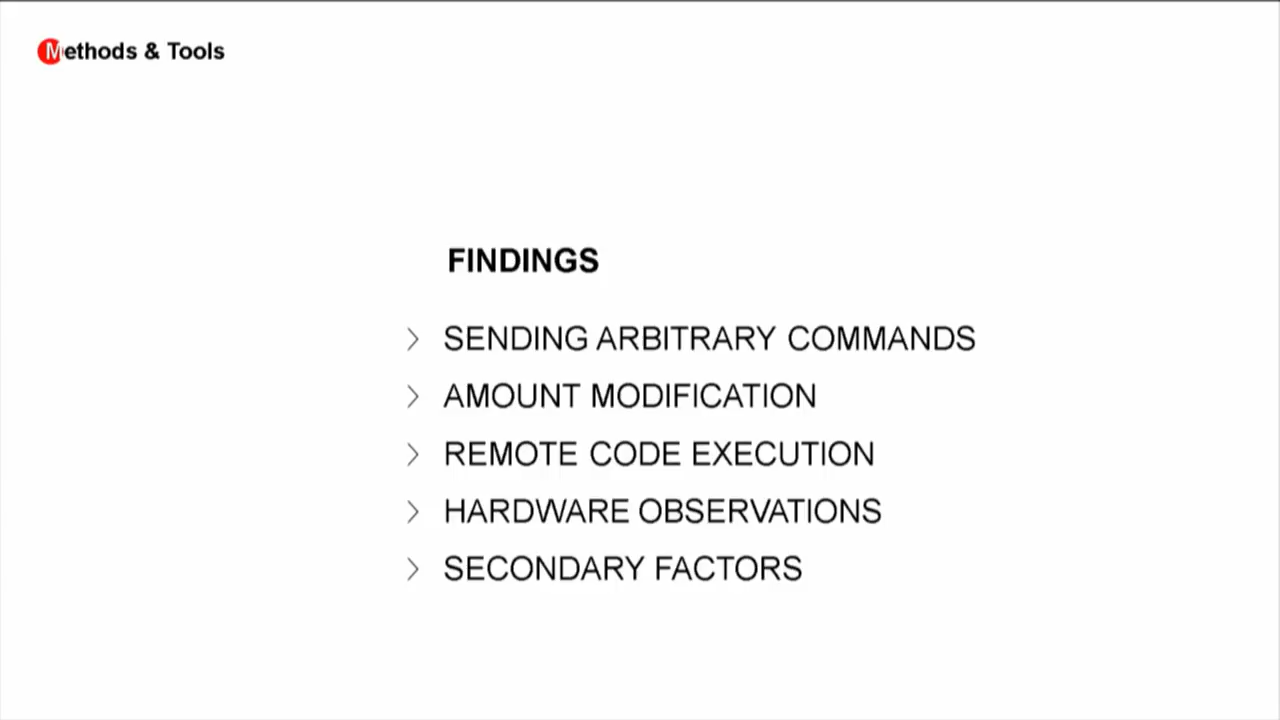 Methods & Tools
FINDINGS
SENDING ARBITRARY COMMANDS
AMOUNT MODIFICATION
REMOTE CODE EXECUTION
HARDWARE OBSERVATIONS
SECONDARY FACTORS